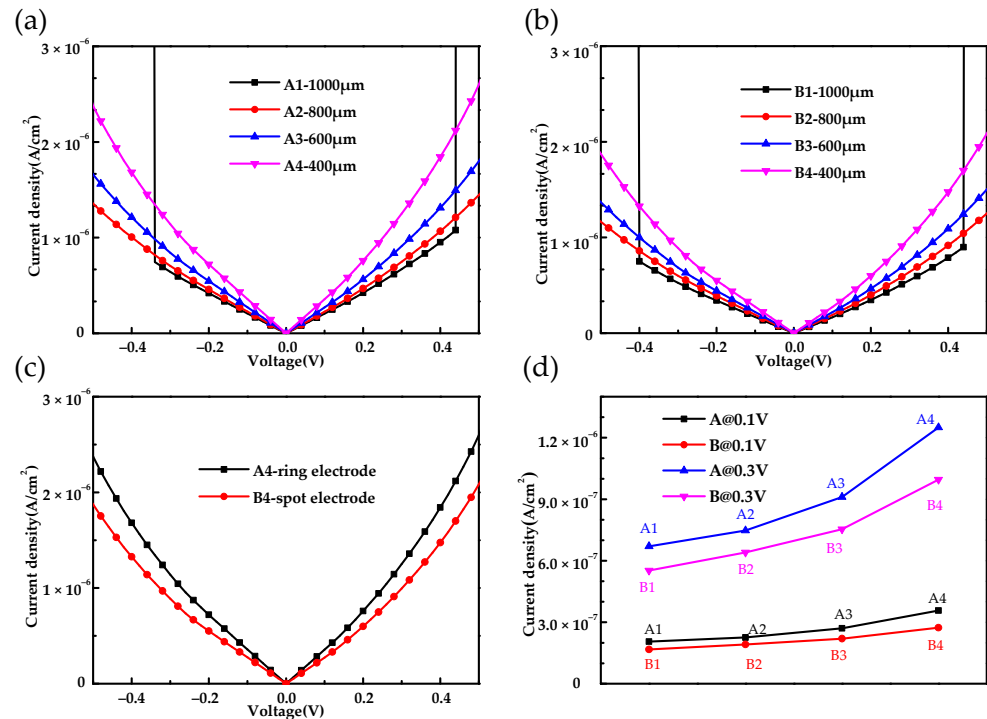 (a)
3 × 10⁻⁶
2 × 10⁻⁶
1 × 10⁻⁶
0
Current density(A/cm²)
A1-1000μm
A2-800μm
A3-600μm
A4-400μm
−0.4 −0.2 0.0 0.2 0.4
Voltage(V)
(b)
3 × 10⁻⁶
2 × 10⁻⁶
1 × 10⁻⁶
0
Current density(A/cm²)
B1-1000μm
B2-800μm
B3-600μm
B4-400μm
−0.4 −0.2 0.0 0.2 0.4
Voltage(V)
(c)
3 × 10⁻⁶
2 × 10⁻⁶
1 × 10⁻⁶
0
Current density(A/cm²)
A4-ring electrode
B4-spot electrode
−0.4 −0.2 0.0 0.2 0.4
Voltage(V)
(d)
1.2 × 10⁻⁶
9.0 × 10⁻⁷
6.0 × 10⁻⁷
3.0 × 10⁻⁷
0
Current density(A/cm²)
A@0.1V
B@0.1V
A@0.3V
B@0.3V
A1 A2 A3 A4
B1 B2 B3 B4
A1 A2 A3 A4
B1 B2 B3 B4